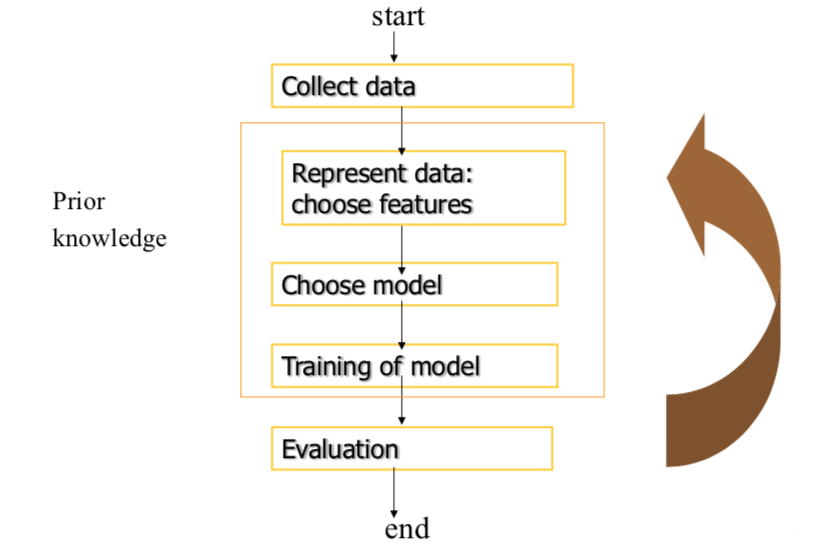 start
Collect data
Represent data:
choose features
Prior
knowledge
Choose model
Training of model
Evaluation
end